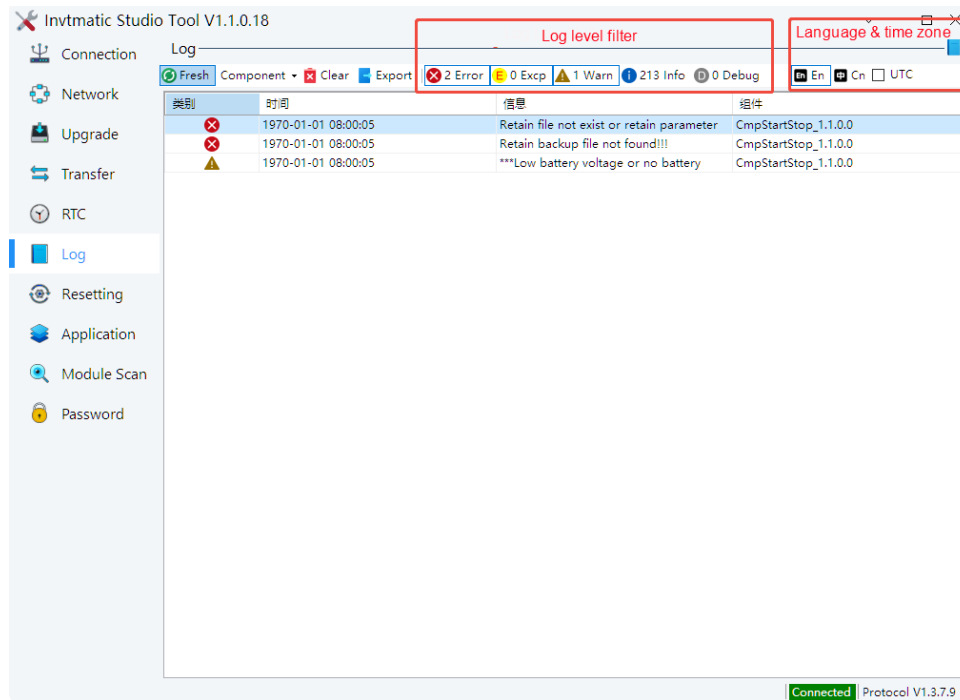 Invtmatic Studio Tool V1.1.0.18
Connection
Network
Upgrade
Transfer
RTC
Log
Resetting
Application
Module Scan
Password
Log
Log level filter
Language & time zone
Fresh Component Clear Export 2 Error E 0 Excp 1 Warn i 213 Info D 0 Debug En En 中 Cn UTC
类别 时间 信息 组件
1970-01-01 08:00:05 Retain file not exist or retain parameter CmpStartStop_1.1.0.0
1970-01-01 08:00:05 Retain backup file not found!!! CmpStartStop_1.1.0.0
1970-01-01 08:00:05 ***Low battery voltage or no battery CmpStartStop_1.1.0.0
Connected Protocol V1.3.7.9